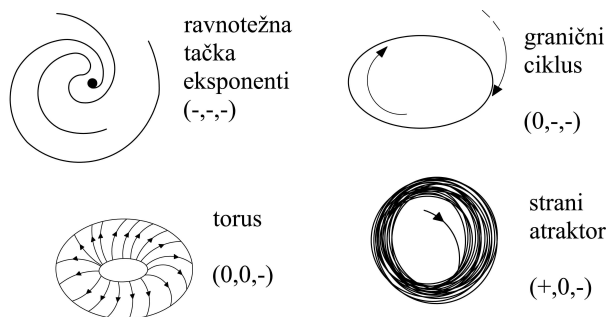 ravnotežna
tačka
eksponenti
(-,-,-)
granični
ciklus
(0,-,-)
torus
(0,0,-)
strani
atraktor
(+,0,-)